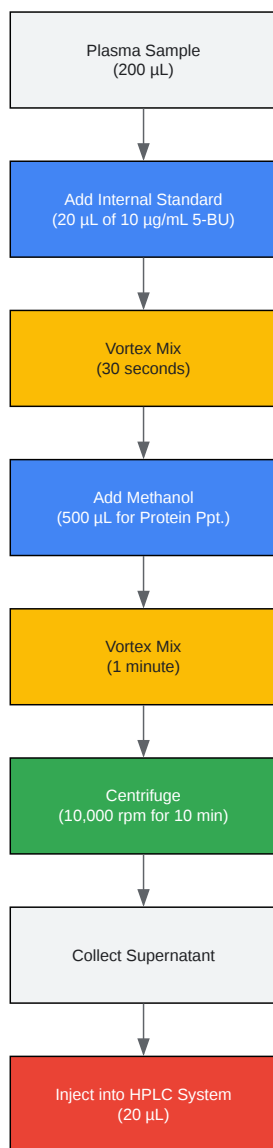 Plasma Sample
(200 µL)
Add Internal Standard
(20 µL of 10 µg/mL 5-BU)
Vortex Mix
(30 seconds)
Add Methanol
(500 µL for Protein Ppt.)
Vortex Mix
(1 minute)
Centrifuge
(10,000 rpm for 10 min)
Collect Supernatant
Inject into HPLC System
(20 µL)